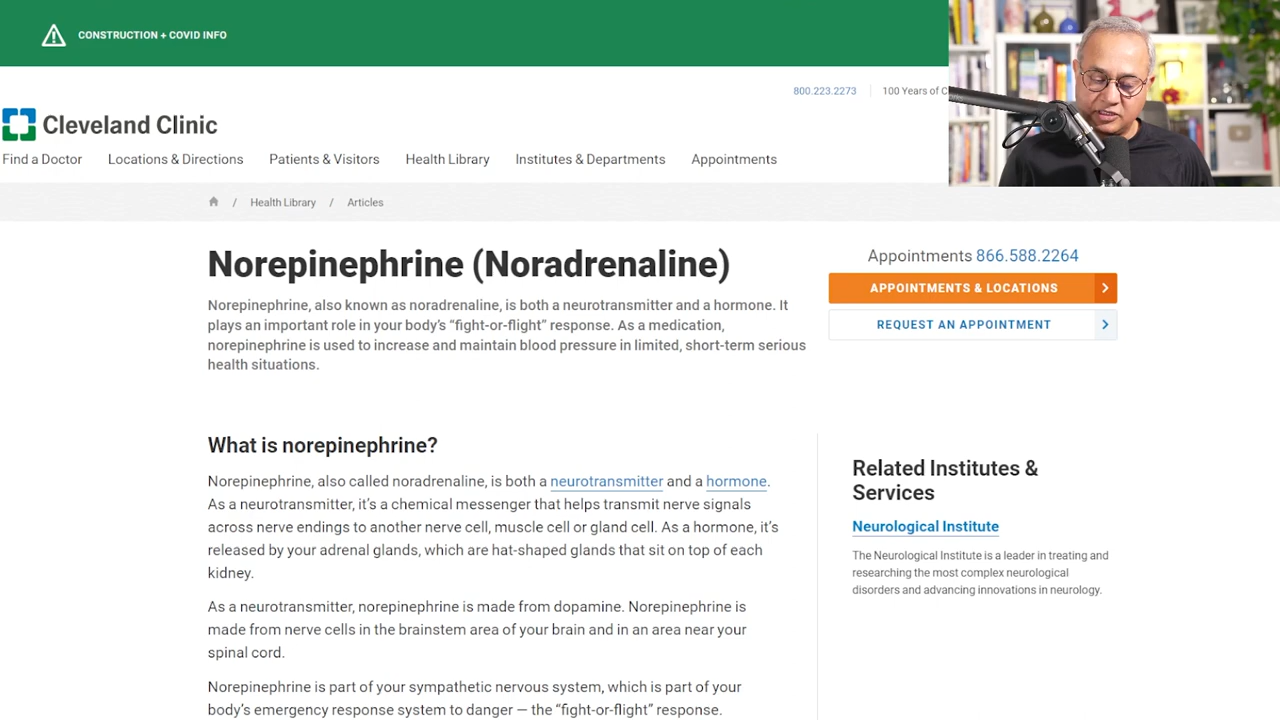 CONSTRUCTION + COVID INFO
800.223.2273
100 Years of C
Cleveland Clinic
Find a Doctor
Locations & Directions
Patients & Visitors
Health Library
Institutes & Departments
Appointments
/ Health Library / Articles
Norepinephrine (Noradrenaline)
Norepinephrine, also known as noradrenaline, is both a neurotransmitter and a hormone. It
plays an important role in your body’s “fight-or-flight” response. As a medication,
norepinephrine is used to increase and maintain blood pressure in limited, short-term serious
health situations.
Appointments 866.588.2264
APPOINTMENTS & LOCATIONS
REQUEST AN APPOINTMENT
What is norepinephrine?
Norepinephrine, also called noradrenaline, is both a neurotransmitter and a hormone.
As a neurotransmitter, it’s a chemical messenger that helps transmit nerve signals
across nerve endings to another nerve cell, muscle cell or gland cell. As a hormone, it’s
released by your adrenal glands, which are hat-shaped glands that sit on top of each
kidney.
As a neurotransmitter, norepinephrine is made from dopamine. Norepinephrine is
made from nerve cells in the brainstem area of your brain and in an area near your
spinal cord.
Norepinephrine is part of your sympathetic nervous system, which is part of your
body’s emergency response system to danger — the “fight-or-flight” response.
Related Institutes &
Services
Neurological Institute
The Neurological Institute is a leader in treating and
researching the most complex neurological
disorders and advancing innovations in neurology.